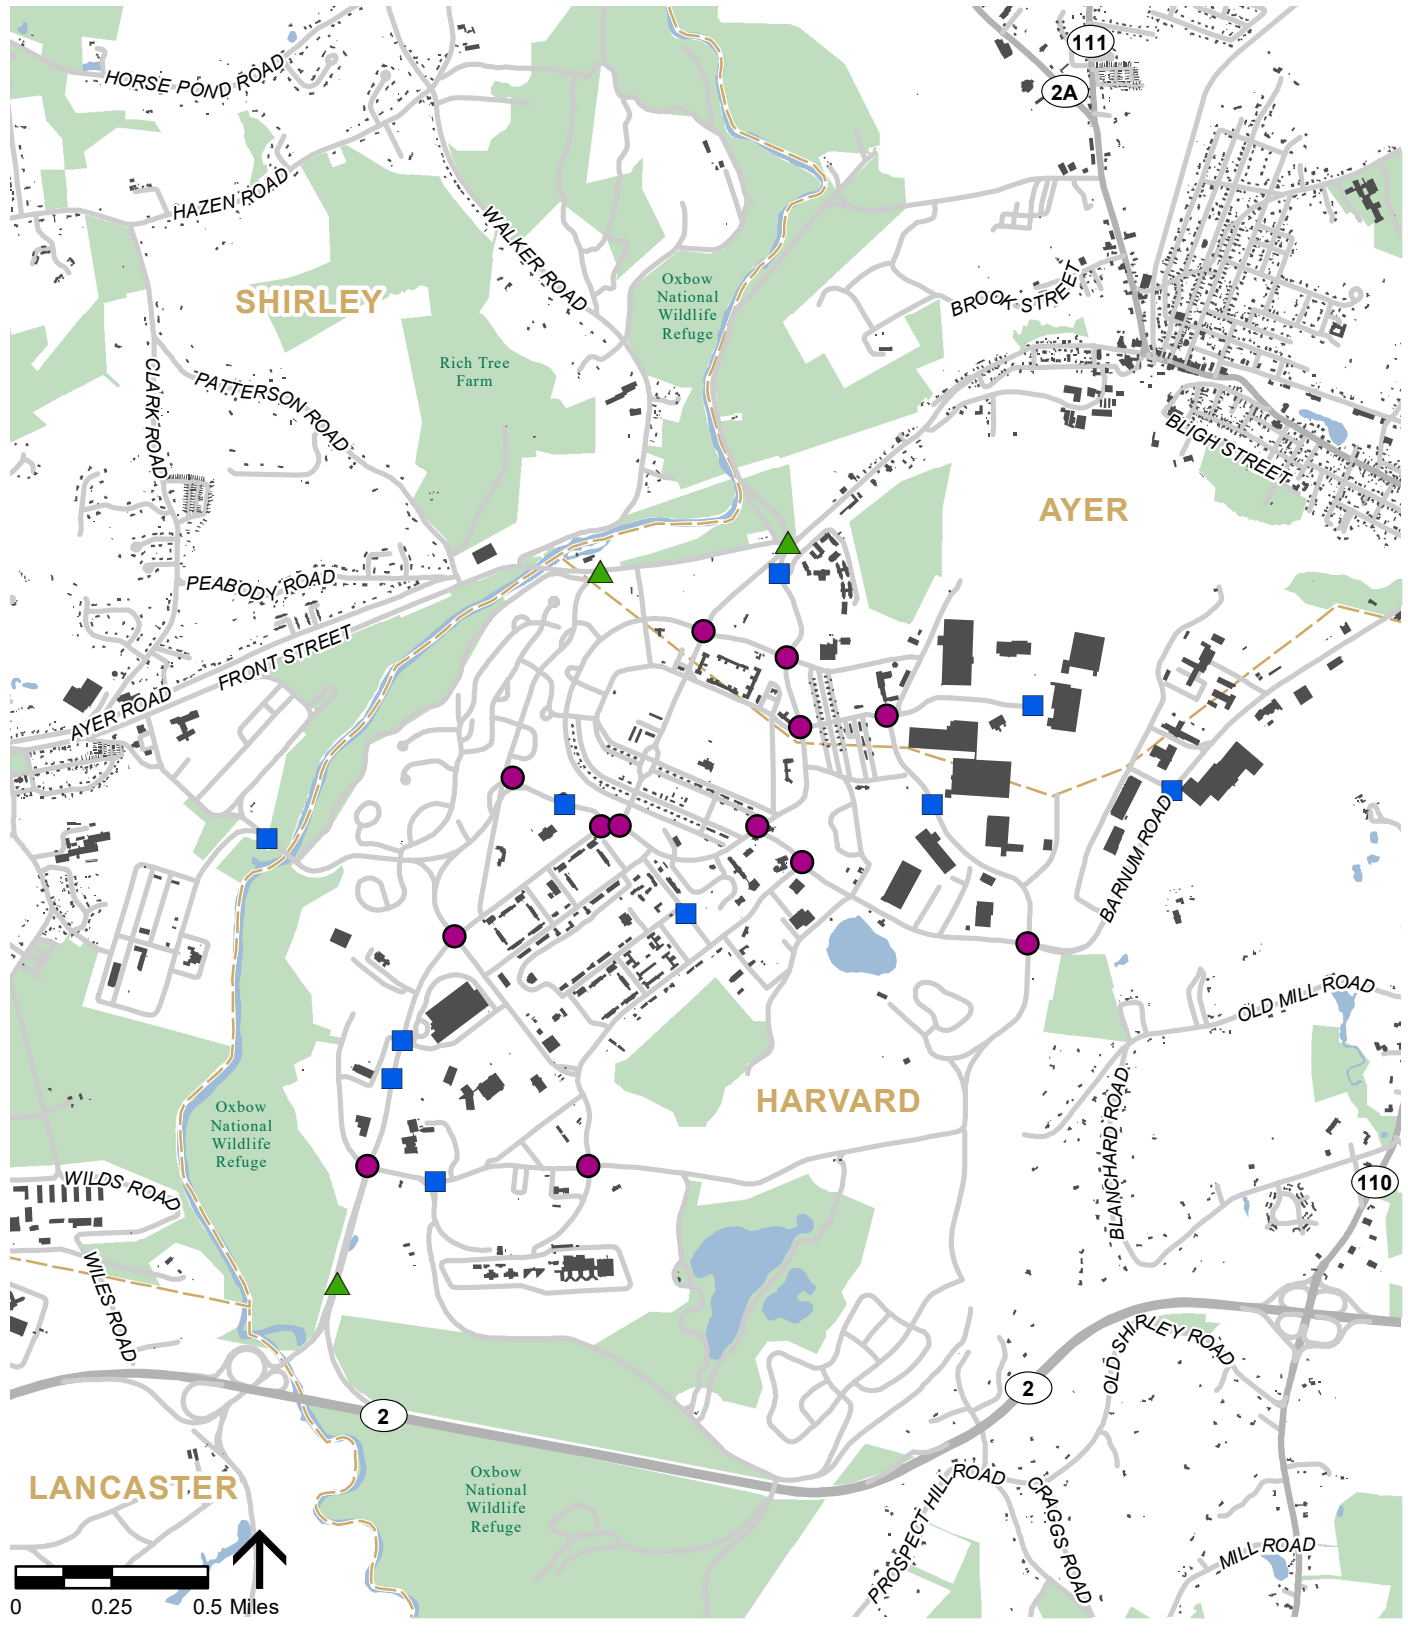 111
2A
HORSE POND ROAD
HAZEN ROAD
WALKER ROAD
SHIRLEY
Oxbow
National
Wildlife
Refuge
BROOK STREET
Rich Tree
Farm
CLARK ROAD
PATTERSON ROAD
BLIGH STREET
AYER
PEABODY ROAD
FRONT STREET
AYER ROAD
BARNUM ROAD
OLD MILL ROAD
HARVARD
Oxbow
National
Wildlife
Refuge
BLANCHARD ROAD
WILDS ROAD
110
WILES ROAD
OLD SHIRLEY ROAD
2
2
LANCASTER
Oxbow
National
Wildlife
Refuge
PROSPECT HILL ROAD
CRAGGS ROAD
MILL ROAD
0 0.25 0.5 Miles